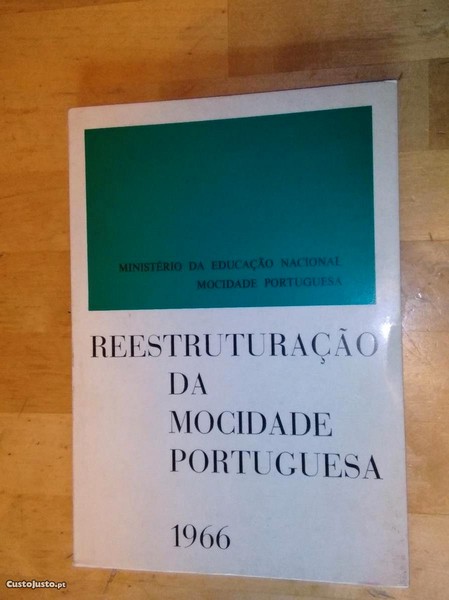 MINISTÉRIO DA EDUCAÇÃO NACIONAL
MOCIDADE PORTUGUESA
REESTRUTURAÇÃO
DA
MOCIDADE
PORTUGUESA
1966
CustoJusto.pt